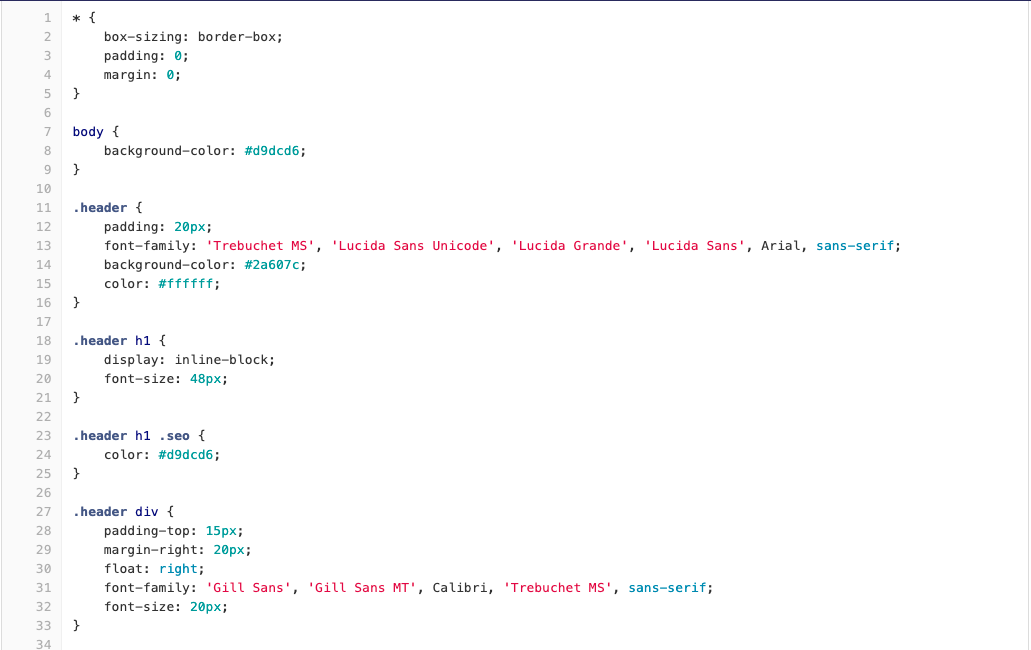 1 * {
2     box-sizing: border-box;
3     padding: 0;
4     margin: 0;
5 }
6
7 body {
8     background-color: #d9dcd6;
9 }
10
11 .header {
12     padding: 20px;
13     font-family: 'Trebuchet MS', 'Lucida Sans Unicode', 'Lucida Grande', 'Lucida Sans', Arial, sans-serif;
14     background-color: #2a607c;
15     color: #ffffff;
16 }
17
18 .header h1 {
19     display: inline-block;
20     font-size: 48px;
21 }
22
23 .header h1 .seo {
24     color: #d9dcd6;
25 }
26
27 .header div {
28     padding-top: 15px;
29     margin-right: 20px;
30     float: right;
31     font-family: 'Gill Sans', 'Gill Sans MT', Calibri, 'Trebuchet MS', sans-serif;
32     font-size: 20px;
33 }
34